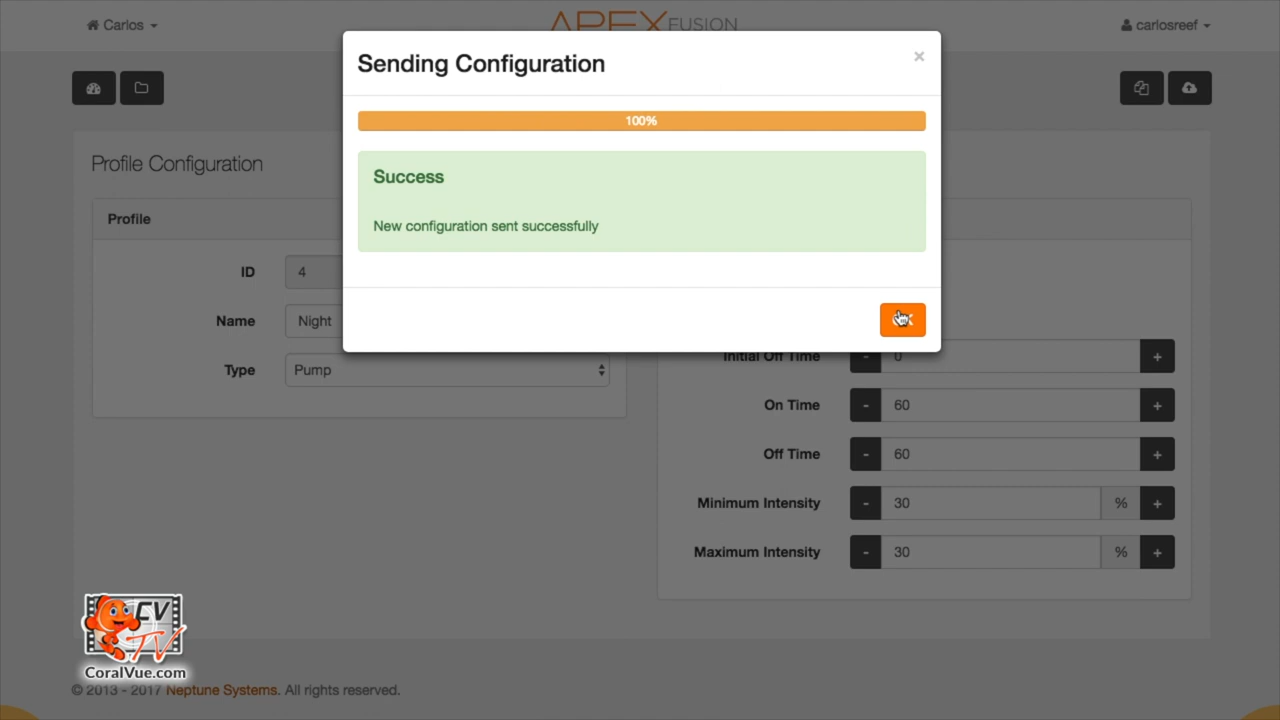 Carlos
APEX FUSION
carlosreef
Sending Configuration
×
100%
Success
New configuration sent successfully
Profile Configuration
Profile
ID 4
Name Night
Type Pump
Initial Off Time - 0 +
On Time - 60 +
Off Time - 60 +
Minimum Intensity - 30 % +
Maximum Intensity - 30 % +
CV
TV
CoralVue.com
© 2013 - 2017 Neptune Systems. All rights reserved.